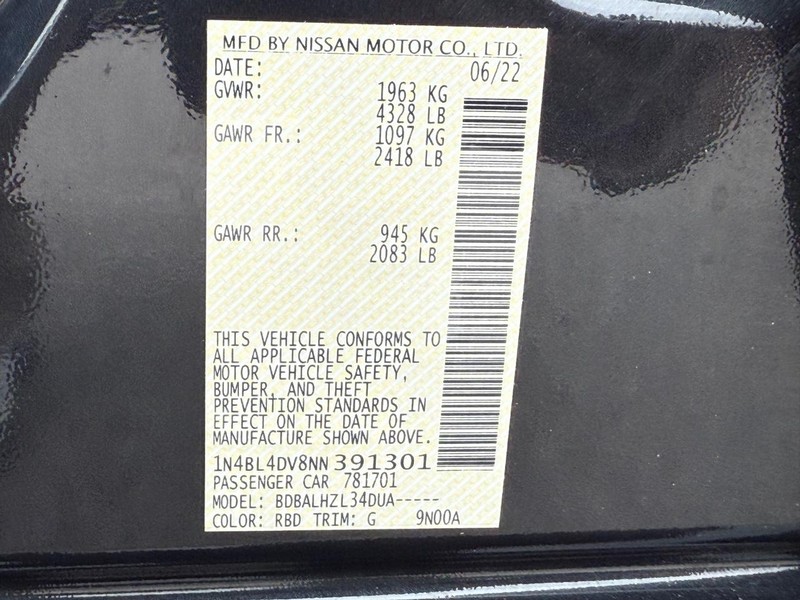 MFD BY NISSAN MOTOR CO., LTD.
DATE: 06/22
GVWR: 1963 KG
4328 LB
GAWR FR.: 1097 KG
2418 LB
GAWR RR.: 945 KG
2083 LB
THIS VEHICLE CONFORMS TO
ALL APPLICABLE FEDERAL
MOTOR VEHICLE SAFETY,
BUMPER, AND THEFT
PREVENTION STANDARDS IN
EFFECT ON THE DATE OF
MANUFACTURE SHOWN ABOVE.
1N4BL4DV8NN391301
PASSENGER CAR 781701
MODEL: BDBALHZL34DUA-----
COLOR: RBD TRIM: G 9N00A